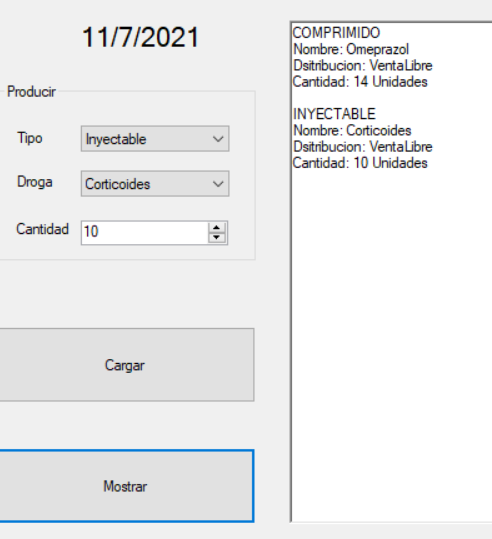 11/7/2021
Producir
Tipo
Inyectable
Droga
Corticoides
Cantidad
10
Cargar
Mostrar
COMPRIMIDO
Nombre: Omeprazol
Dsitribucion: VentaLibre
Cantidad: 14 Unidades
INYECTABLE
Nombre: Corticoides
Dsitribucion: VentaLibre
Cantidad: 10 Unidades